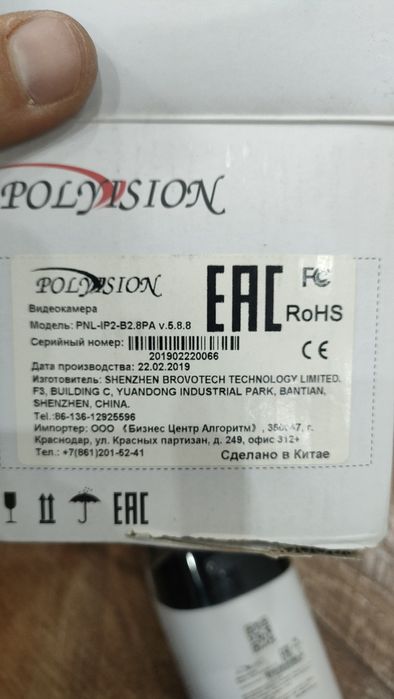 POLYVISION
POLYVISION
EAC
FC
RoHS
CE
Видеокамера
Модель: PNL-IP2-B2.8PA v.5.8.8
Серийный номер:
201902220066
Дата производства: 22.02.2019
Изготовитель: SHENZHEN BROVOTECH TECHNOLOGY LIMITED.
F3, BUILDING C, YUANDONG INDUSTRIAL PARK, BANTIAN,
SHENZHEN, CHINA.
Tel.:86-136-12925596
Импортер: ООО 《Бизнес Центр Алгоритм》, г.
Краснодар, ул. Красных партизан, д. 249, офис 312+
Тел.: +7(861)201-52-41
Сделано в Китае
EAC